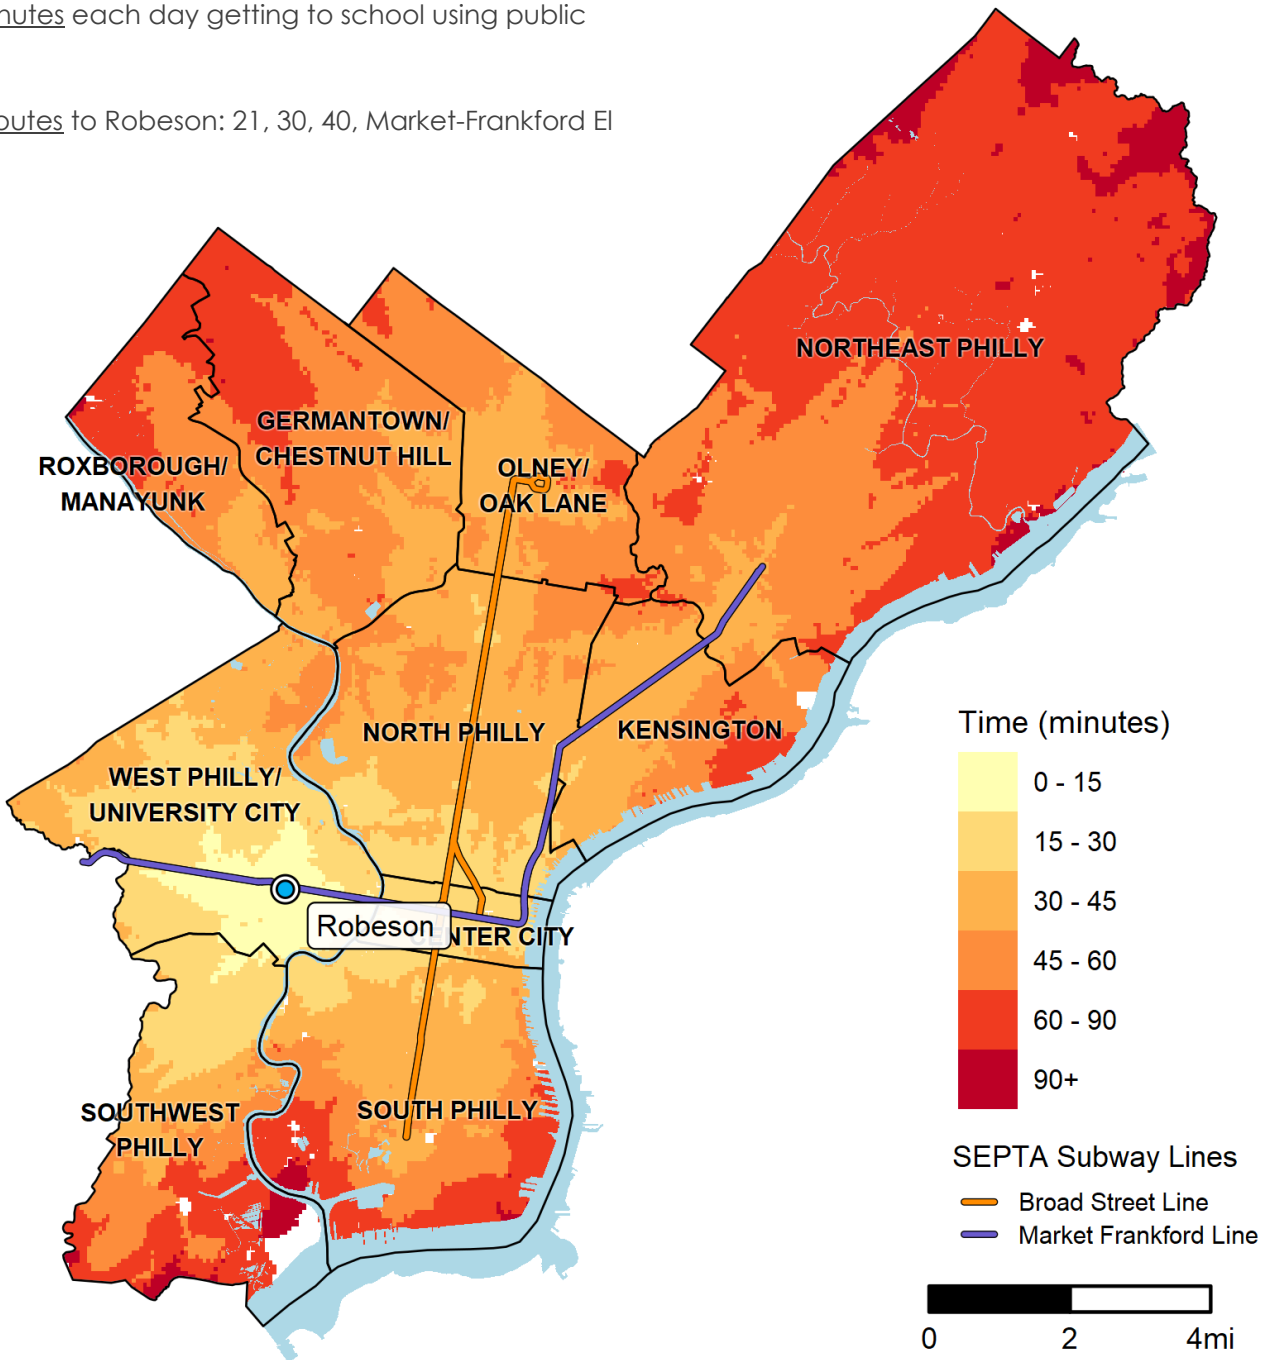 each day getting to school using public
to Robeson: 21, 30, 40, Market-Frankford El
NORTHEAST PHILLY
GERMANTOWN/
CHESTNUT HILL
ROXBOROUGH/
MANAYUNK
OLNEY/
OAK LANE
NORTH PHILLY
KENSINGTON
WEST PHILLY/
UNIVERSITY CITY
Robeson
CITY
SOUTHWEST
PHILLY
SOUTH PHILLY
Time (minutes)
0 - 15
15 - 30
30 - 45
45 - 60
60 - 90
90+
SEPTA Subway Lines
Broad Street Line
Market Frankford Line
0 2 4mi